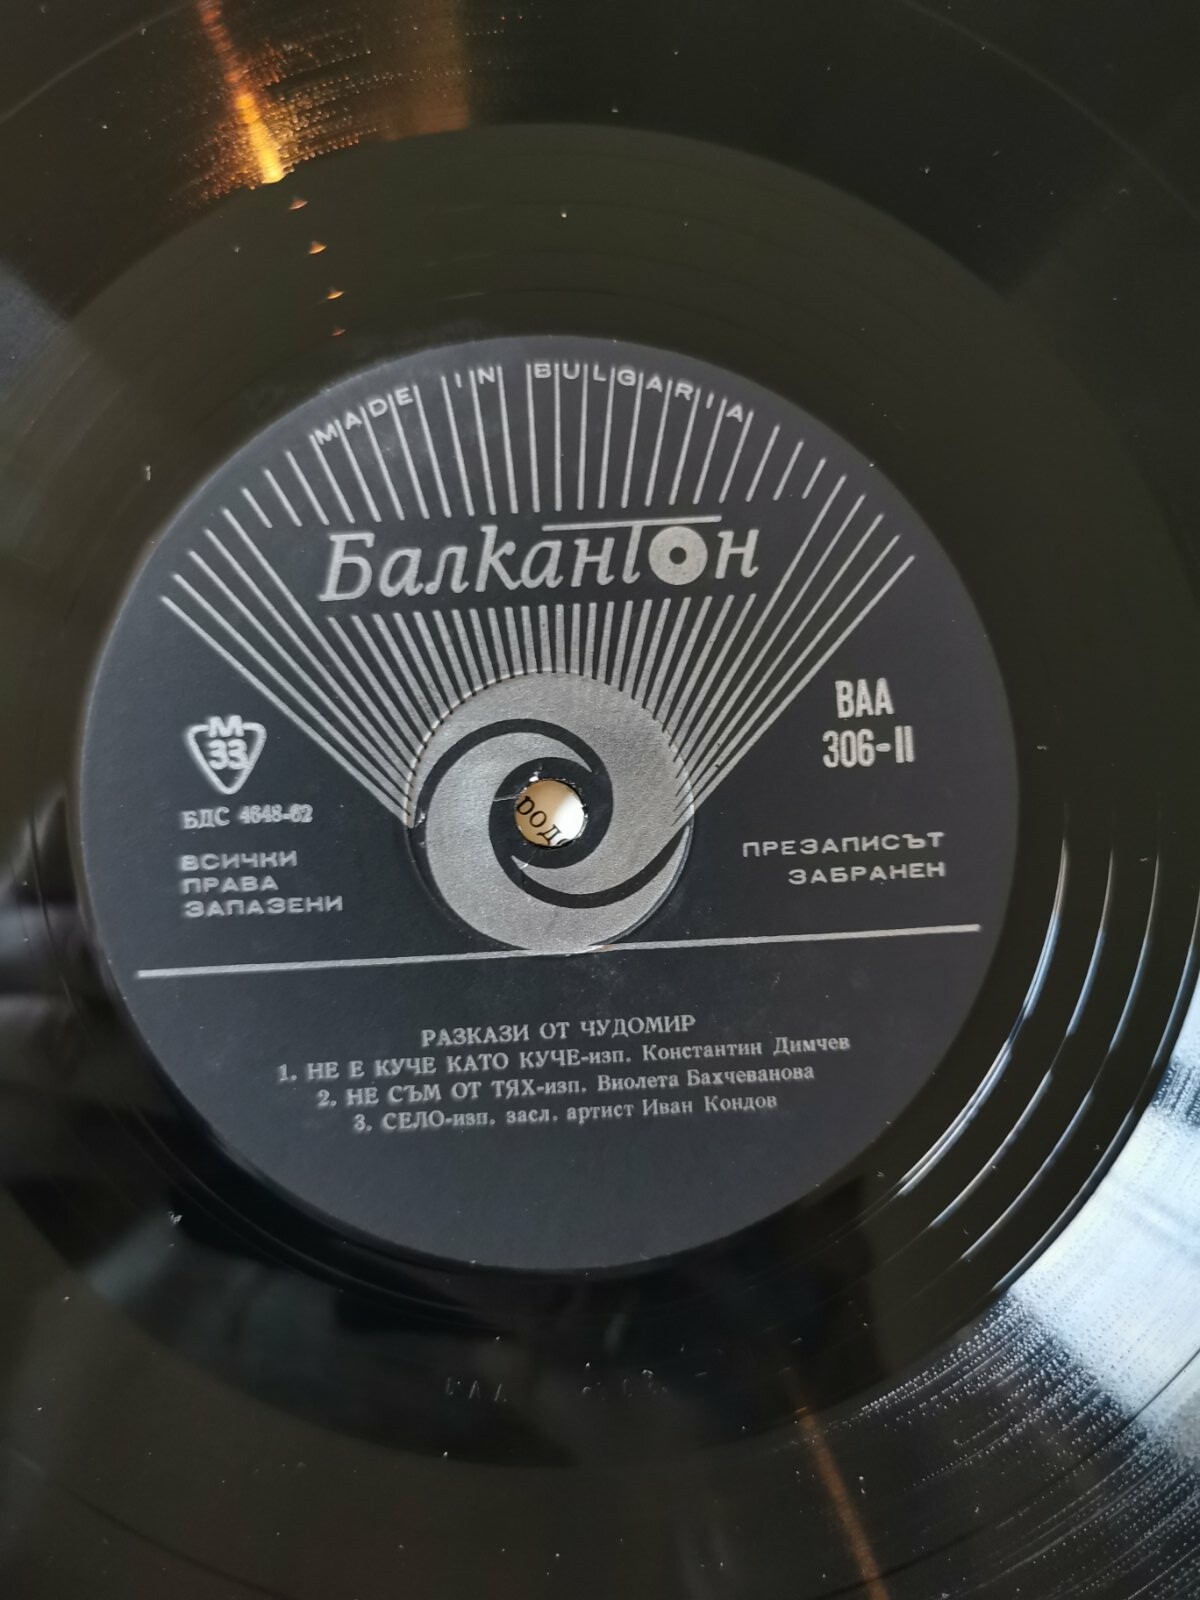 MADE IN BULGARIA
Балкантон
ВАА
306-II
М
33
БДС 4648-62
ВСИЧКИ
ПРАВА
ЗАПАЗЕНИ
ПРЕЗАПИСЪТ
ЗАБРАНЕН
РАЗКАЗИ ОТ ЧУДОМИР
1. НЕ Е КУЧЕ КАТО КУЧЕ-изп. Константин Димчев
2. НЕ СЪМ ОТ ТЯХ-изп. Виолета Бахчеванова
3. СЕЛО-изп. засл. артист Иван Кондов